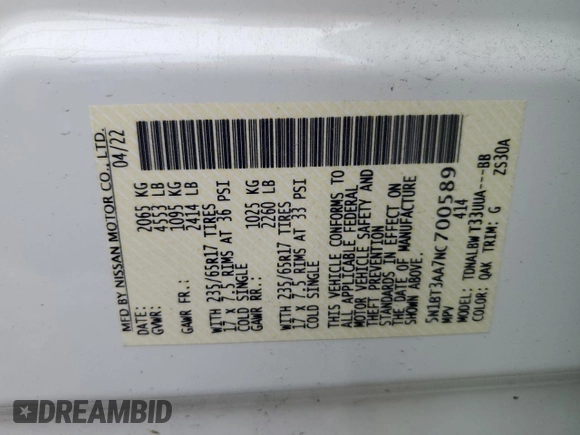 MFD BY NISSAN MOTOR CO., LTD.
DATE: 04/22
GVWR: 2065 KG
4553 LB
GAWR FR.: 1095 KG
2414 LB
WITH 235/65R17 TIRES
17 x 7.5 RIMS AT 36 PSI
COLD SINGLE
GAWR RR.: 1025 KG
2260 LB
WITH 235/65R17 TIRES
17 x 7.5 RIMS AT 33 PSI
COLD SINGLE
THIS VEHICLE CONFORMS TO
ALL APPLICABLE FEDERAL
MOTOR VEHICLE SAFETY AND
THEFT PREVENTION
STANDARDS IN EFFECT ON
THE DATE OF MANUFACTURE
SHOWN ABOVE.
5N1BT3AA7NC700589
MPV 414
MODEL: TDNALBW T33UUA---BB
COLOR: QAK TRIM: G ZS30A
DREAMBID